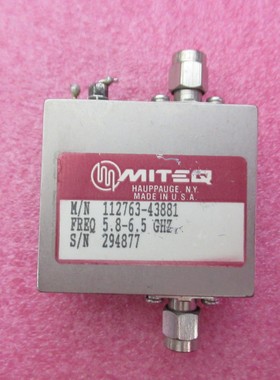 MITEQ
HAUPPAUGE, N.Y.
MADE IN U.S.A.
M/N 112763-43881
FREQ 5.8-6.5 GHZ
S/N 294877